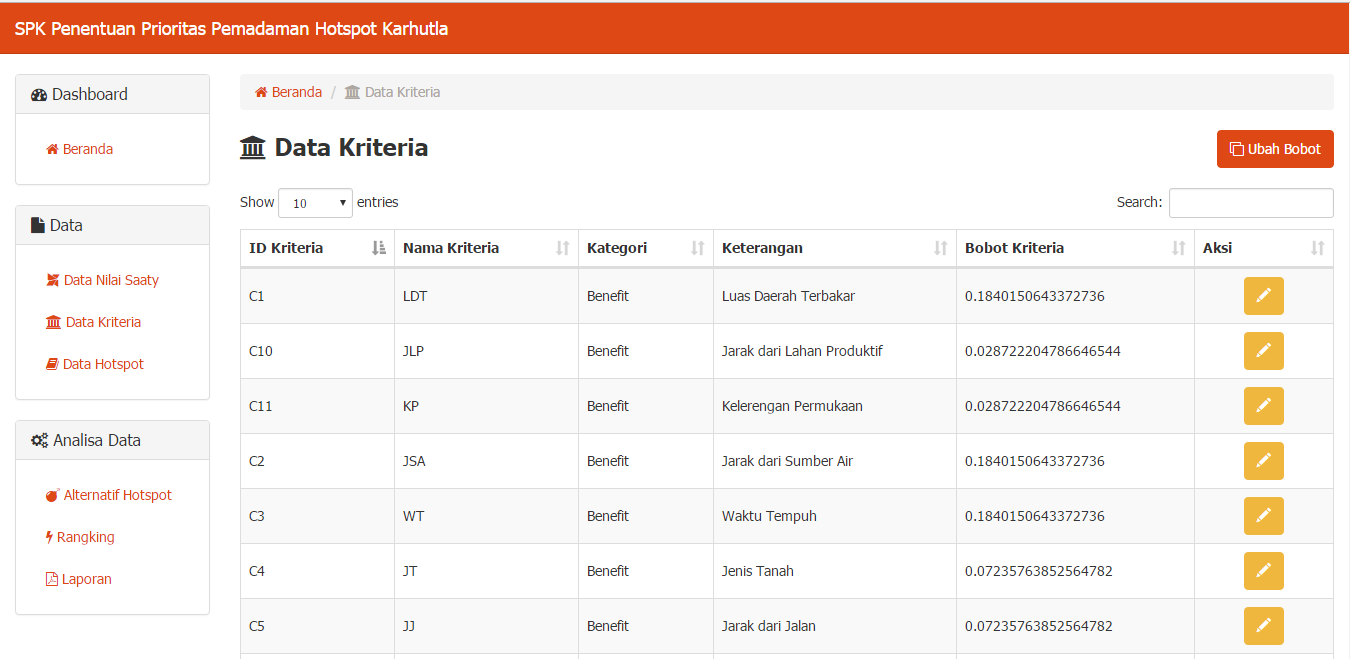 SPK Penentuan Prioritas Pemadaman Hotspot Karhutla
Dashboard
Beranda
Data
Data Nilai Saaty
Data Kriteria
Data Hotspot
Analisa Data
Alternatif Hotspot
Rangking
Laporan
Beranda / Data Kriteria
Data Kriteria
Ubah Bobot
Show 10 entries
Search:
ID Kriteria Nama Kriteria Kategori Keterangan Bobot Kriteria Aksi
C1 LDT Benefit Luas Daerah Terbakar 0.1840150643372736
C10 JLP Benefit Jarak dari Lahan Produktif 0.028722204786646544
C11 KP Benefit Kelerengan Permukaan 0.028722204786646544
C2 JSA Benefit Jarak dari Sumber Air 0.1840150643372736
C3 WT Benefit Waktu Tempuh 0.1840150643372736
C4 JT Benefit Jenis Tanah 0.07235763852564782
C5 JJ Benefit Jarak dari Jalan 0.07235763852564782